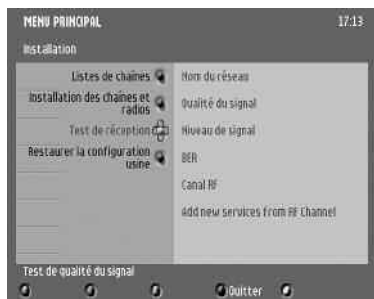 MENU PRINCIPAL
17:13
Installation
Listes de chaînes
Installation des chaînes et
radios
Test de réception
Restaurer la configuration
usine
Nom du réseau
Qualité du signal
Niveau de signal
BER
Canal RF
Add new services from RF Channel
Test de qualité du signal
Quitter